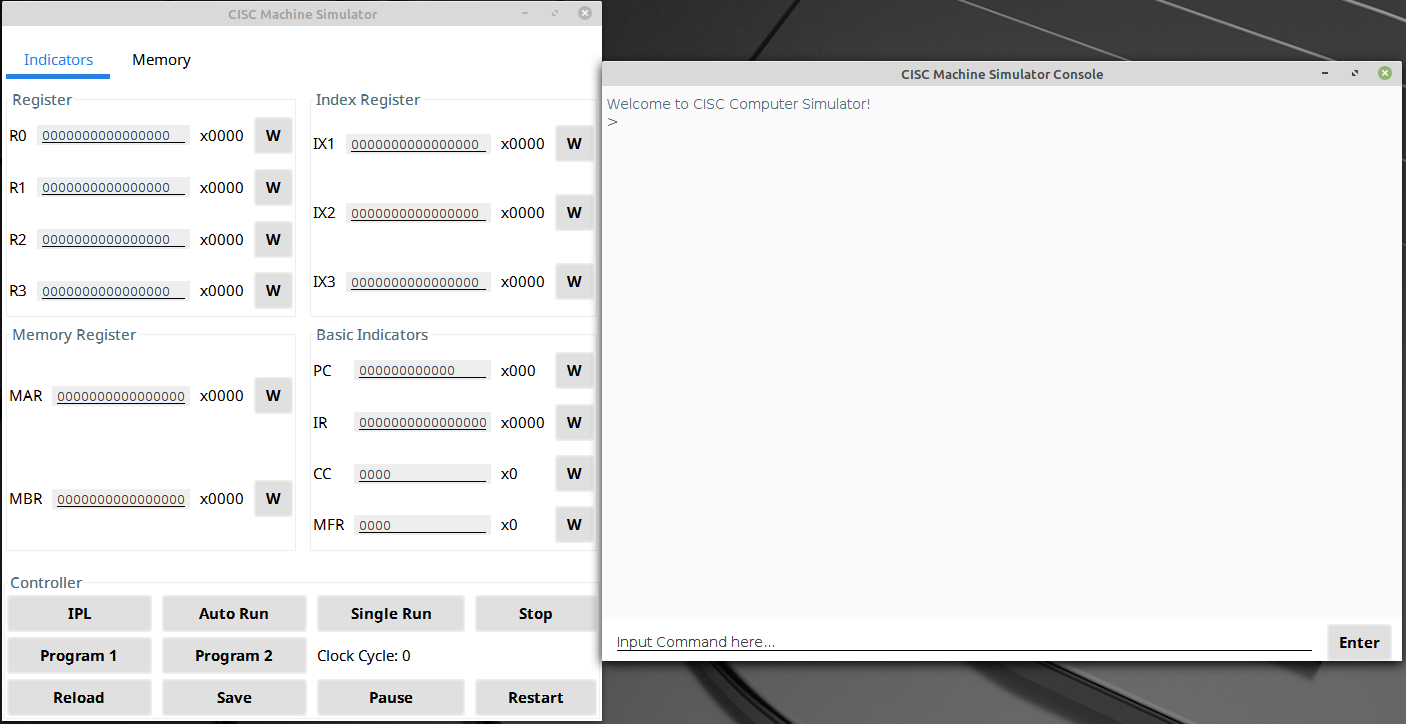 CISC Machine Simulator
Indicators Memory
Register
R0 0000000000000000 x0000 W
R1 0000000000000000 x0000 W
R2 0000000000000000 x0000 W
R3 0000000000000000 x0000 W
Index Register
IX1 0000000000000000 x0000 W
IX2 0000000000000000 x0000 W
IX3 0000000000000000 x0000 W
Memory Register
MAR 0000000000000000 x0000 W
MBR 0000000000000000 x0000 W
Basic Indicators
PC 000000000000 x000 W
IR 0000000000000000 x0000 W
CC 0000 x0 W
MFR 0000 x0 W
Controller
IPL Auto Run Single Run Stop
Program 1 Program 2 Clock Cycle: 0
Reload Save Pause Restart
CISC Machine Simulator Console
Welcome to CISC Computer Simulator!
>
Input Command here... Enter